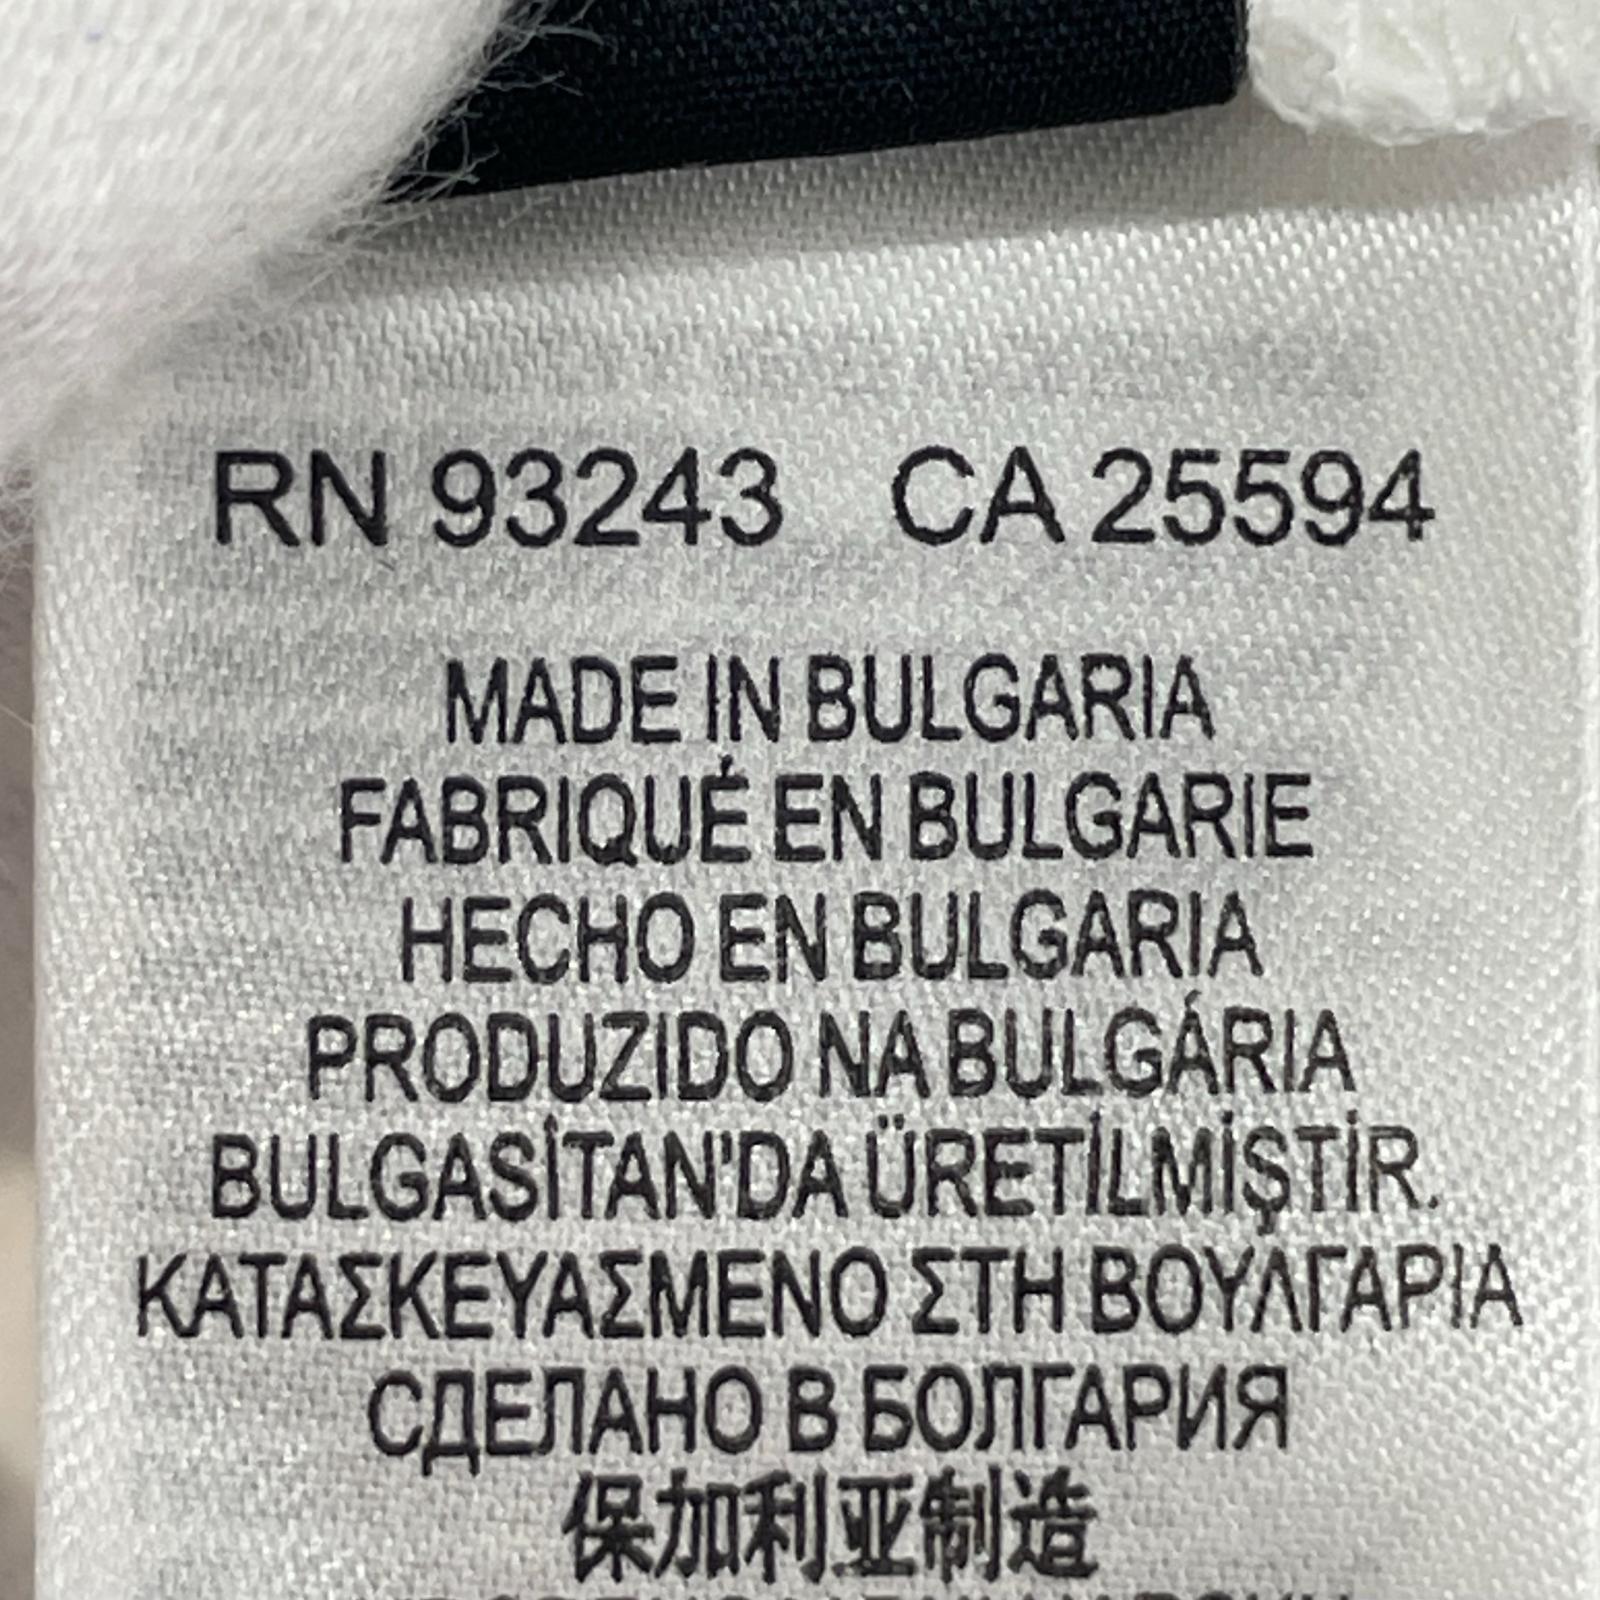 RN 93243 CA 25594
MADE IN BULGARIA
FABRIQUÉ EN BULGARIE
HECHO EN BULGARIA
PRODUZIDO NA BULGÁRIA
BULGASİTAN'DA ÜRETİLMİŞTİR.
ΚΑΤΑΣΚΕΥΑΣΜΕΝΟ ΣΤΗ ΒΟΥΛΓΑΡΙΑ
СДЕЛАНО В БОЛГАРИЯ
保加利亚制造